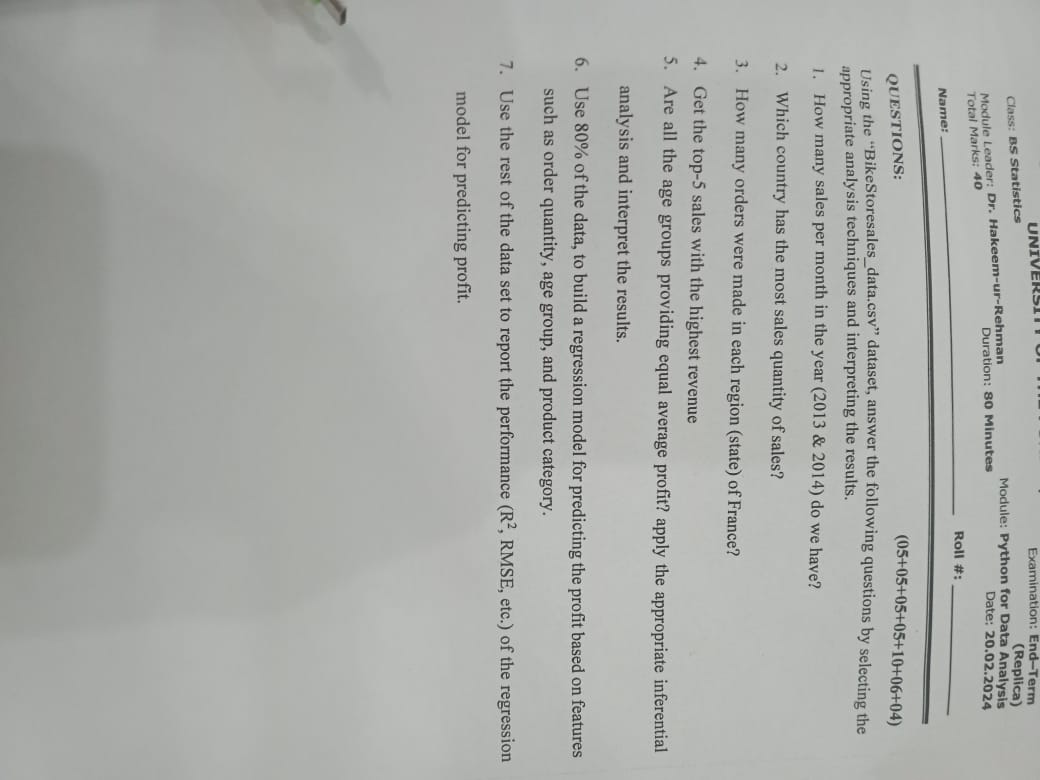 Examination: End–Term
(Replica)
Class: BS Statistics
Module: Python for Data Analysis
Module Leader: Dr. Hakeem-ur-Rehman
Duration: 80 Minutes
Date: 20.02.2024
Total Marks: 40
Name:
Roll #:
QUESTIONS:
(05+05+05+05+10+06+04)
Using the “BikeStoresales_data.csv” dataset, answer the following questions by selecting the
appropriate analysis techniques and interpreting the results.
1. How many sales per month in the year (2013 & 2014) do we have?
2. Which country has the most sales quantity of sales?
3. How many orders were made in each region (state) of France?
4. Get the top-5 sales with the highest revenue
5. Are all the age groups providing equal average profit? apply the appropriate inferential
analysis and interpret the results.
6. Use 80% of the data, to build a regression model for predicting the profit based on features
such as order quantity, age group, and product category.
7. Use the rest of the data set to report the performance (R², RMSE, etc.) of the regression
model for predicting profit.